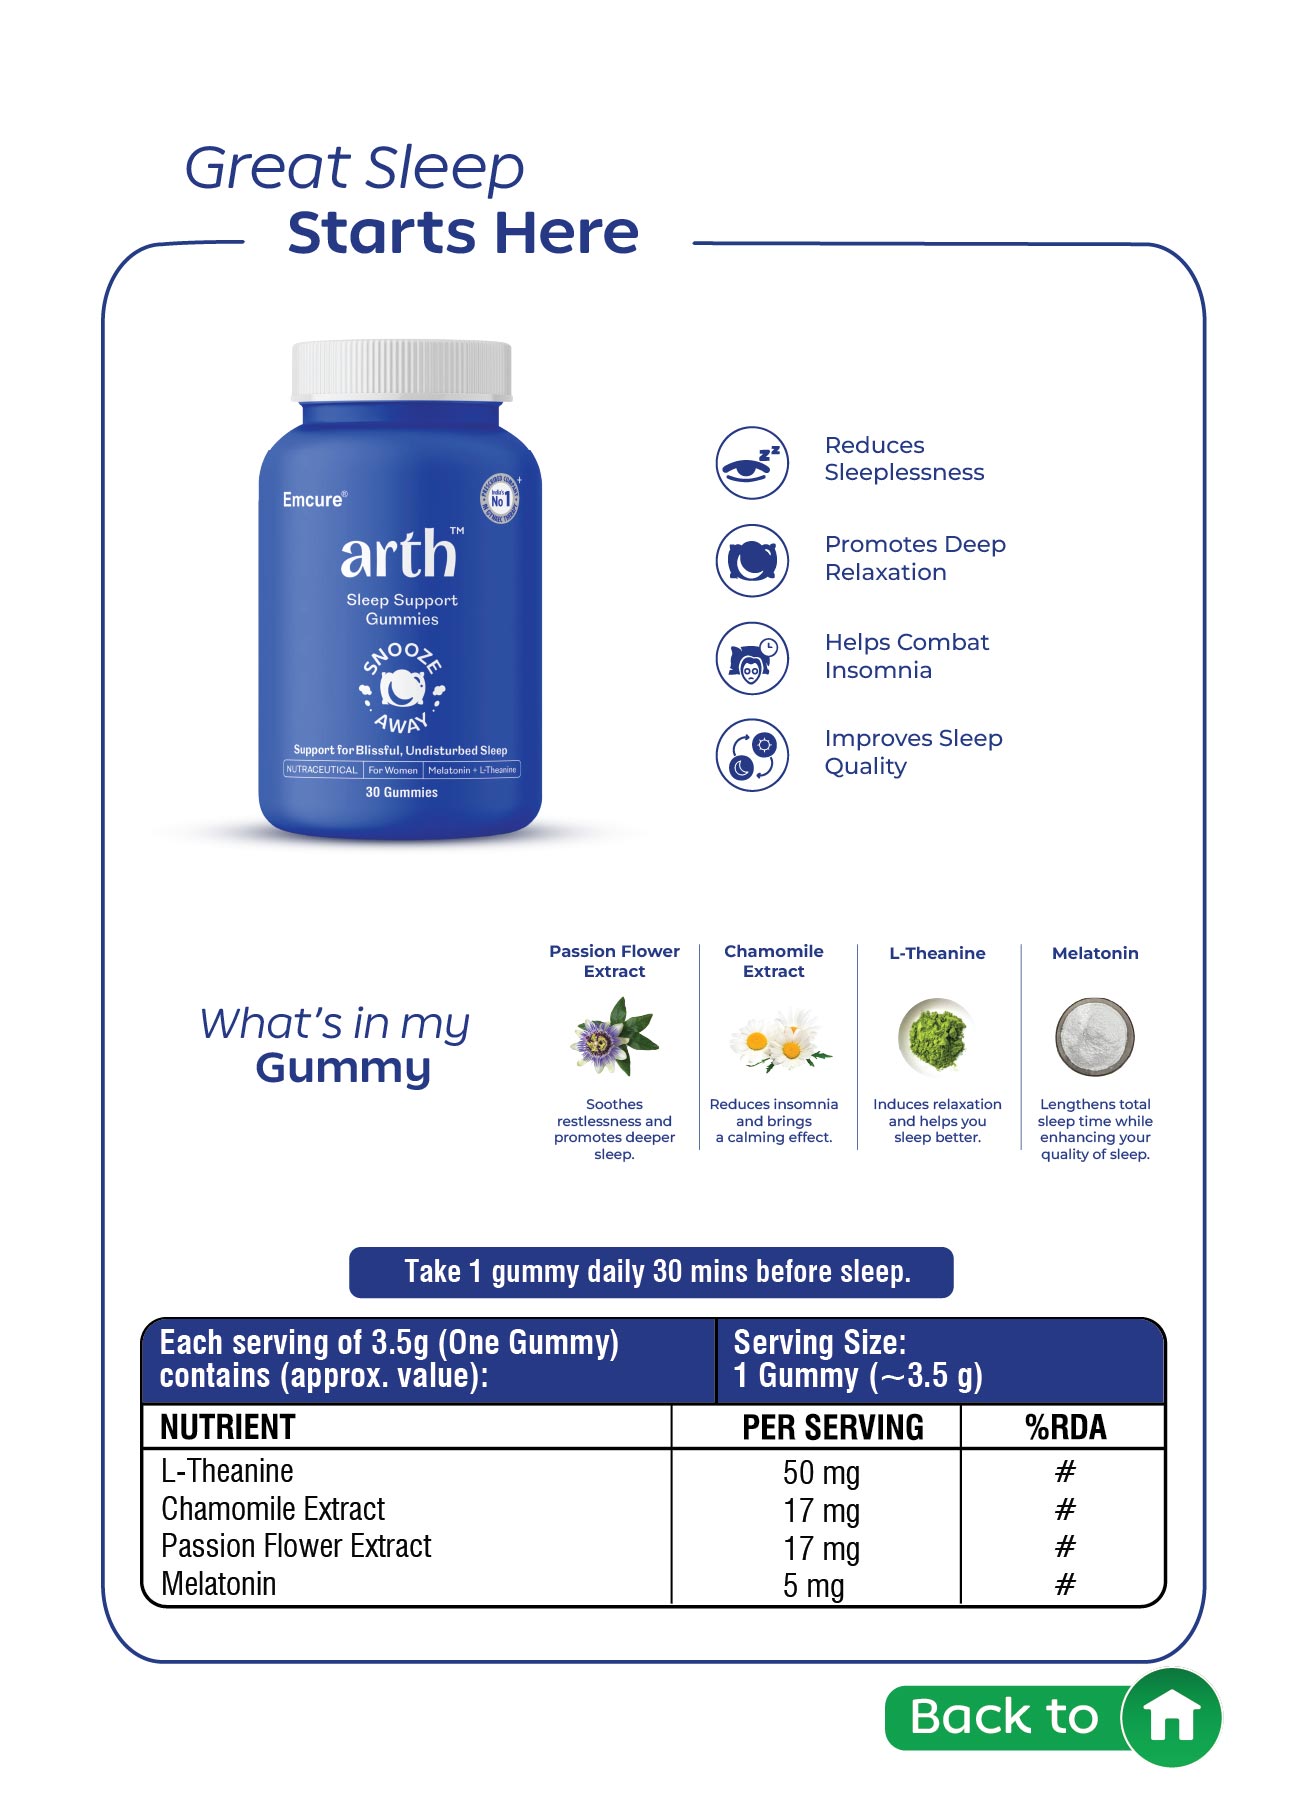 Great Sleep
Starts Here
Emcure®
India's
No 1
+
arth™
Sleep Support
Gummies
SNOOZE
AWAY
Support for Blissful, Undisturbed Sleep
NUTRACEUTICAL For Women Melatonin + L-Theanine
30 Gummies
zzz
Reduces
Sleeplessness
Promotes Deep
Relaxation
Helps Combat
Insomnia
Improves Sleep
Quality
What's in my
Gummy
Passion Flower
Extract
Soothes
restlessness and
promotes deeper
sleep.
Chamomile
Extract
Reduces insomnia
and brings
a calming effect.
L-Theanine
Induces relaxation
and helps you
sleep better.
Melatonin
Lengthens total
sleep time while
enhancing your
quality of sleep.
Take 1 gummy daily 30 mins before sleep.
Each serving of 3.5g (One Gummy)
contains (approx. value):
Serving Size:
1 Gummy (~3.5 g)
NUTRIENT PER SERVING %RDA
L-Theanine 50 mg #
Chamomile Extract 17 mg #
Passion Flower Extract 17 mg #
Melatonin 5 mg #
Back to